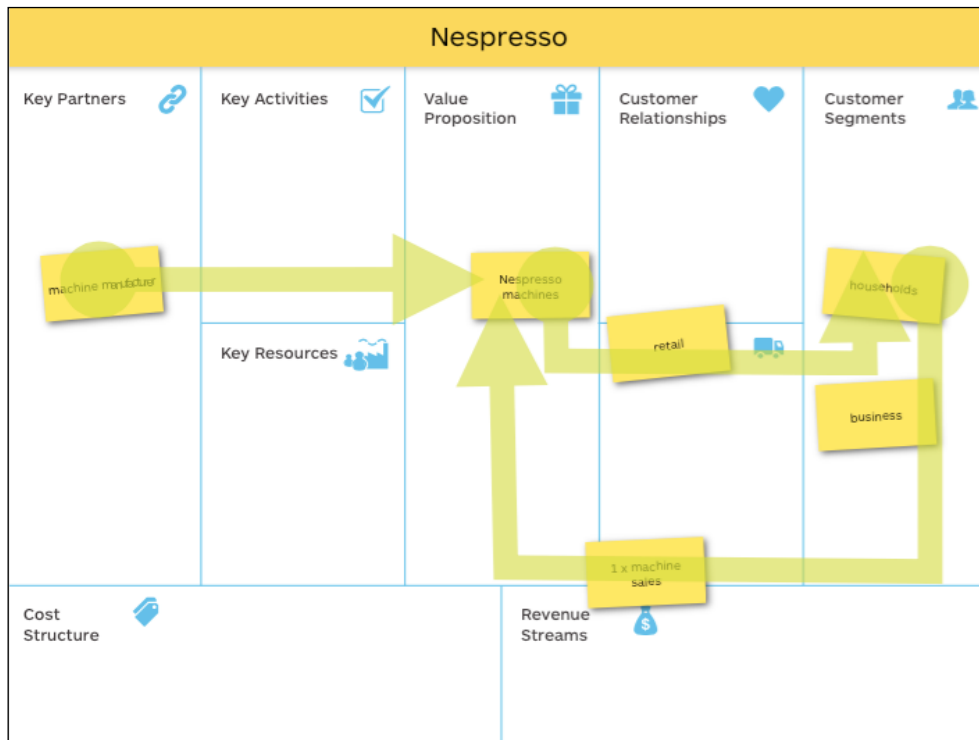 Nespresso
Key Partners
Key Activities
Value
Proposition
Customer
Relationships
Customer
Segments
machine manufacturer
Nespresso
machines
households
Key Resources
retail
business
1 x machine
sales
Cost
Structure
Revenue
Streams
$